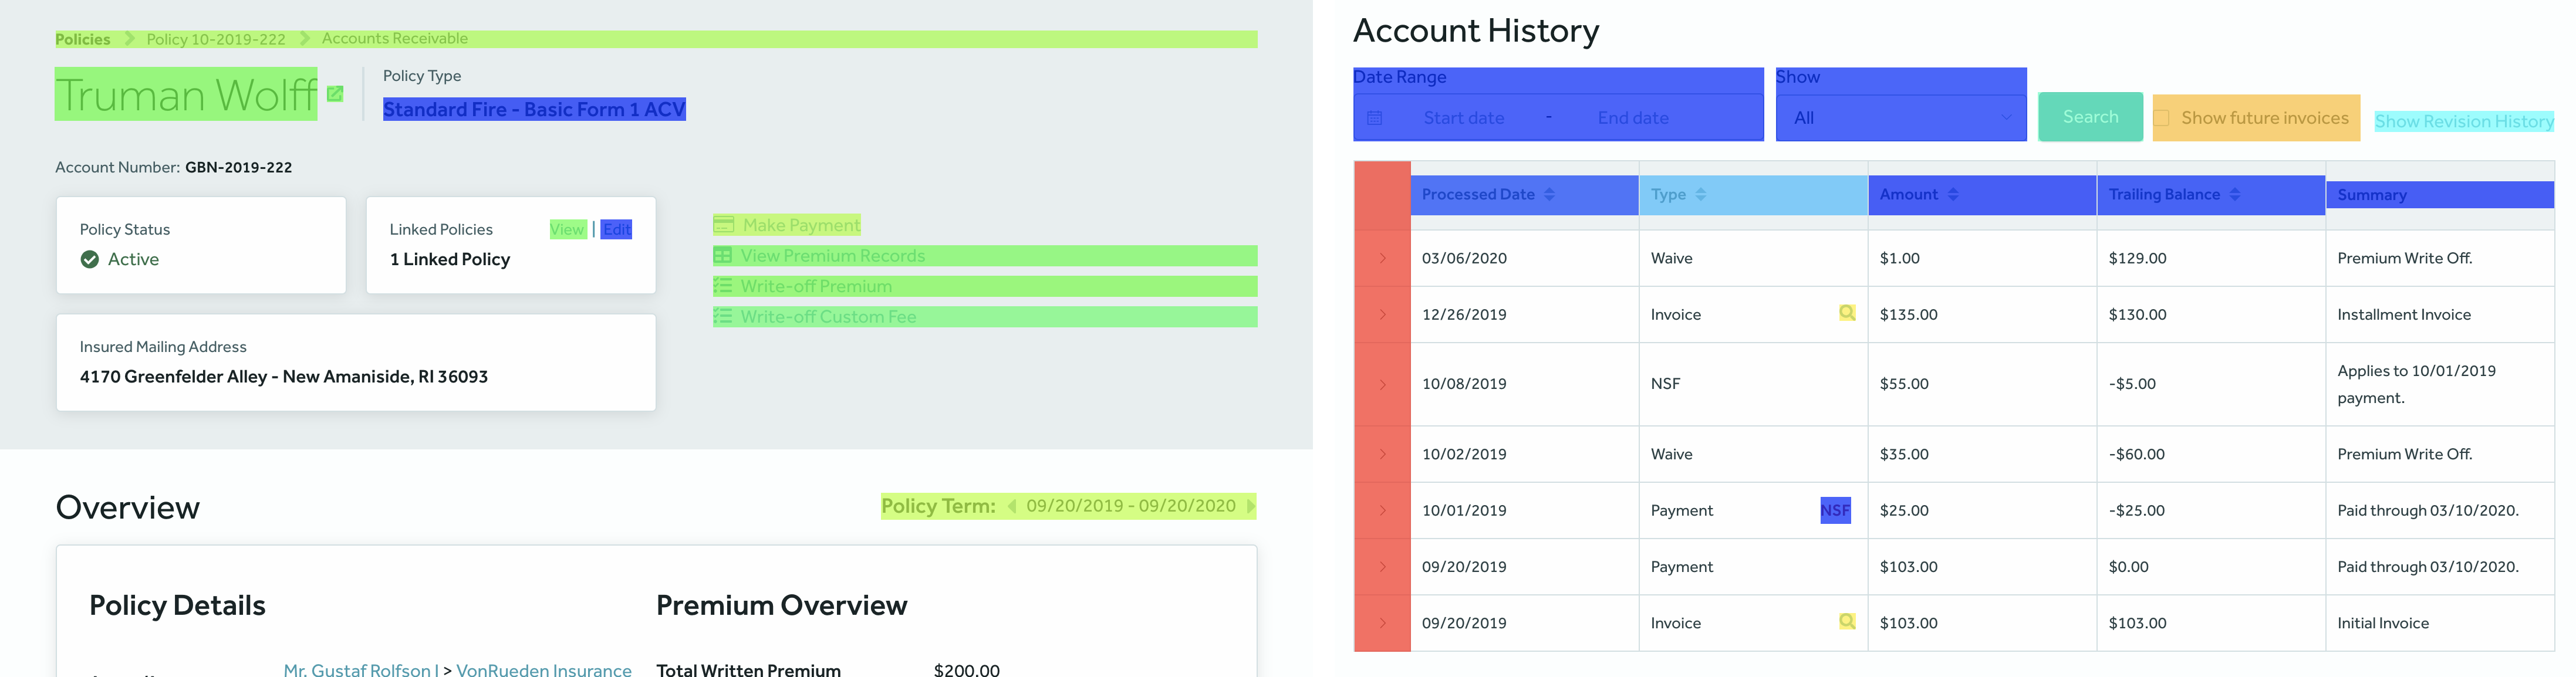 Policies Policy 10-2019-222 Accounts Receivable
Truman Wolff
Policy Type
Standard Fire - Basic Form 1 ACV
Account Number: GBN-2019-222
Policy Status
Active
Linked Policies View | Edit
1 Linked Policy
Insured Mailing Address
4170 Greenfelder Alley - New Amaniside, RI 36093
Make Payment
View Premium Records
Write-off Premium
Write-off Custom Fee
Overview
Policy Term: 09/20/2019 - 09/20/2020
Policy Details
Mr. Gustaf Rolfson I > VonRueden Insurance
Premium Overview
Total Written Premium $200.00
Account History
Date Range
Start date - End date
Show
All
Search
Show future invoices
Show Revision History
Processed Date Type Amount Trailing Balance Summary
03/06/2020 Waive $1.00 $129.00 Premium Write Off.
12/26/2019 Invoice $135.00 $130.00 Installment Invoice
10/08/2019 NSF $55.00 -$5.00 Applies to 10/01/2019
payment.
10/02/2019 Waive $35.00 -$60.00 Premium Write Off.
10/01/2019 Payment NSF $25.00 -$25.00 Paid through 03/10/2020.
09/20/2019 Payment $103.00 $0.00 Paid through 03/10/2020.
09/20/2019 Invoice $103.00 $103.00 Initial Invoice